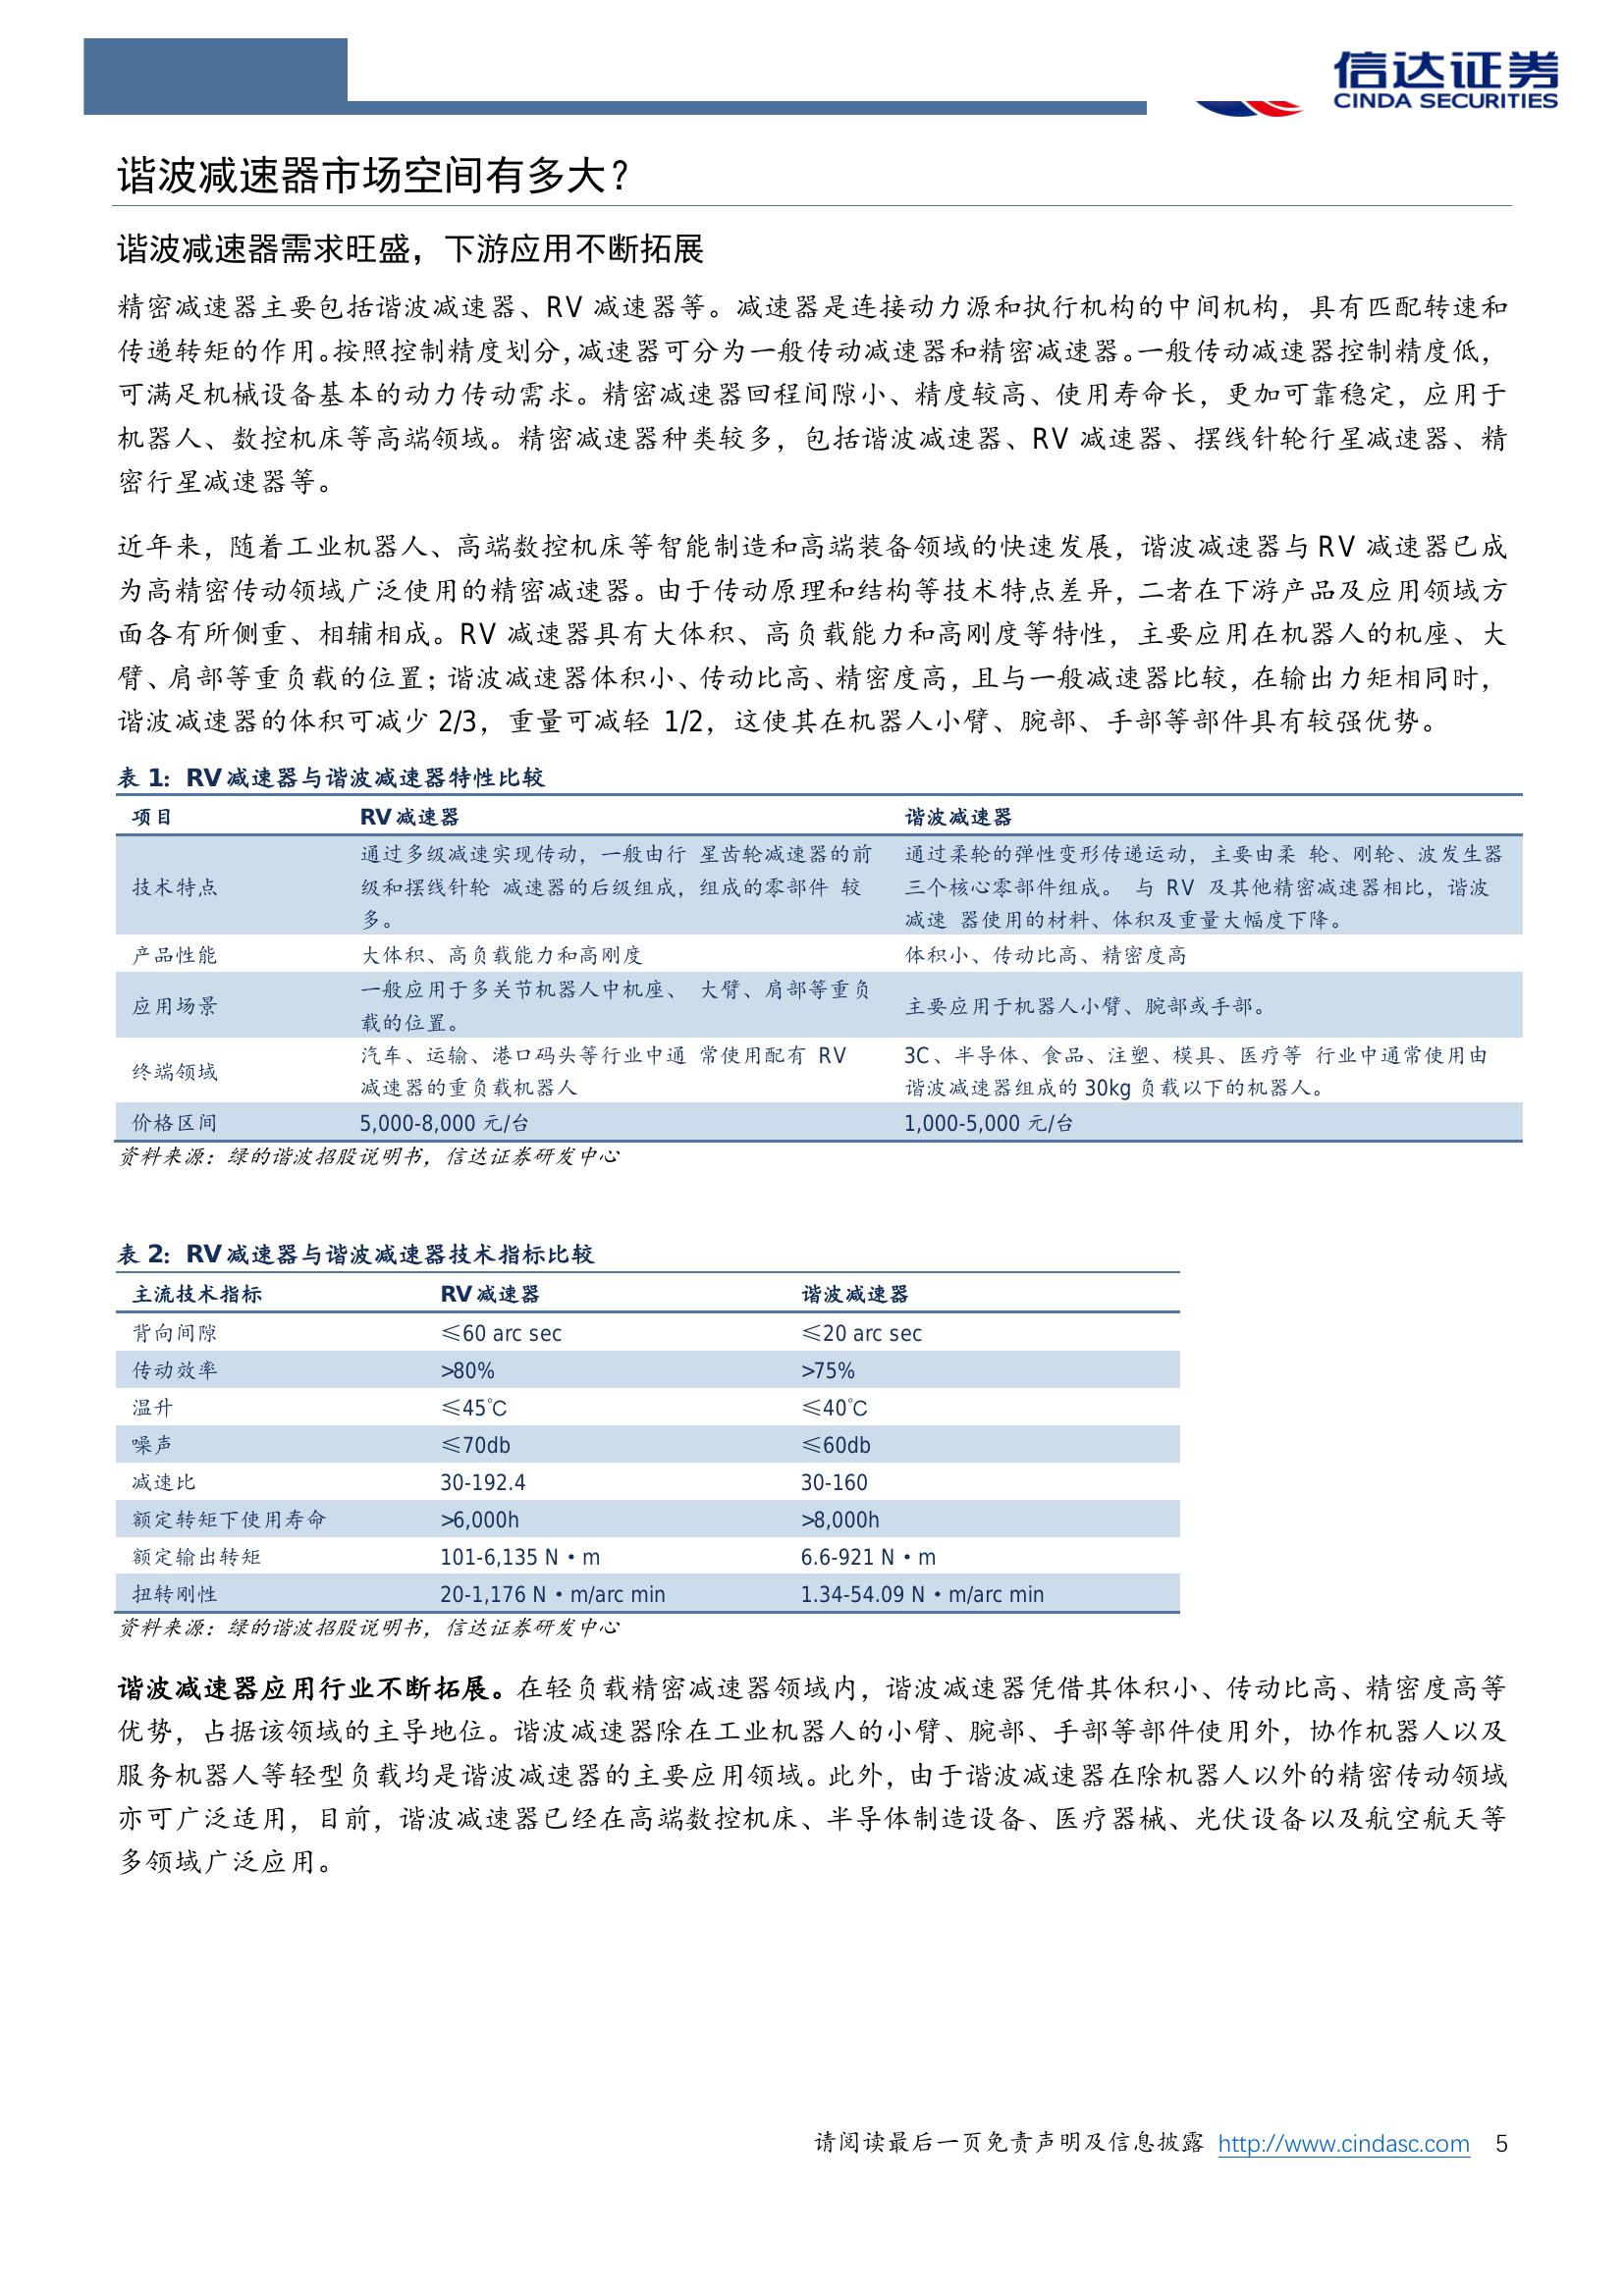 信达证券
CINDA SECURITIES
谐波减速器市场空间有多大？
谐波减速器需求旺盛，下游应用不断拓展
精密减速器主要包括谐波减速器、RV 减速器等。减速器是连接动力源和执行机构的中间机构，具有匹配转速和
传递转矩的作用。按照控制精度划分，减速器可分为一般传动减速器和精密减速器。一般传动减速器控制精度低，
可满足机械设备基本的动力传动需求。精密减速器回程间隙小、精度较高、使用寿命长，更加可靠稳定，应用于
机器人、数控机床等高端领域。精密减速器种类较多，包括谐波减速器、RV 减速器、摆线针轮行星减速器、精
密行星减速器等。
近年来，随着工业机器人、高端数控机床等智能制造和高端装备领域的快速发展，谐波减速器与 RV 减速器已成
为高精密传动领域广泛使用的精密减速器。由于传动原理和结构等技术特点差异，二者在下游产品及应用领域方
面各有所侧重、相辅相成。RV 减速器具有大体积、高负载能力和高刚度等特性，主要应用在机器人的机座、大
臂、肩部等重负载的位置；谐波减速器体积小、传动比高、精密度高，且与一般减速器比较，在输出力矩相同时，
谐波减速器的体积可减少 2/3，重量可减轻 1/2，这使其在机器人小臂、腕部、手部等部件具有较强优势。
表 1：RV 减速器与谐波减速器特性比较
项目 RV 减速器 谐波减速器
技术特点 通过多级减速实现传动，一般由行 星齿轮减速器的前级和摆线针轮 减速器的后级组成，组成的零部件 较多。 通过柔轮的弹性变形传递运动，主要由柔 轮、刚轮、波发生器三个核心零部件组成。 与 RV 及其他精密减速器相比，谐波减速 器使用的材料、体积及重量大幅度下降。
产品性能 大体积、高负载能力和高刚度 体积小、传动比高、精密度高
应用场景 一般应用于多关节机器人中机座、 大臂、肩部等重负载的位置。 主要应用于机器人小臂、腕部或手部。
终端领域 汽车、运输、港口码头等行业中通 常使用配有 RV 减速器的重负载机器人 3C、半导体、食品、注塑、模具、医疗等 行业中通常使用由谐波减速器组成的 30kg 负载以下的机器人。
价格区间 5,000-8,000 元/台 1,000-5,000 元/台
资料来源：绿的谐波招股说明书，信达证券研发中心
表 2：RV 减速器与谐波减速器技术指标比较
主流技术指标 RV 减速器 谐波减速器
背向间隙 ≤60 arc sec ≤20 arc sec
传动效率 >80% >75%
温升 ≤45℃ ≤40℃
噪声 ≤70db ≤60db
减速比 30-192.4 30-160
额定转矩下使用寿命 >6,000h >8,000h
额定输出转矩 101-6,135 N·m 6.6-921 N·m
扭转刚性 20-1,176 N·m/arc min 1.34-54.09 N·m/arc min
资料来源：绿的谐波招股说明书，信达证券研发中心
谐波减速器应用行业不断拓展。在轻负载精密减速器领域内，谐波减速器凭借其体积小、传动比高、精密度高等
优势，占据该领域的主导地位。谐波减速器除在工业机器人的小臂、腕部、手部等部件使用外，协作机器人以及
服务机器人等轻型负载均是谐波减速器的主要应用领域。此外，由于谐波减速器在除机器人以外的精密传动领域
亦可广泛适用，目前，谐波减速器已经在高端数控机床、半导体制造设备、医疗器械、光伏设备以及航空航天等
多领域广泛应用。
请阅读最后一页免责声明及信息披露 http://www.cindasc.com 5